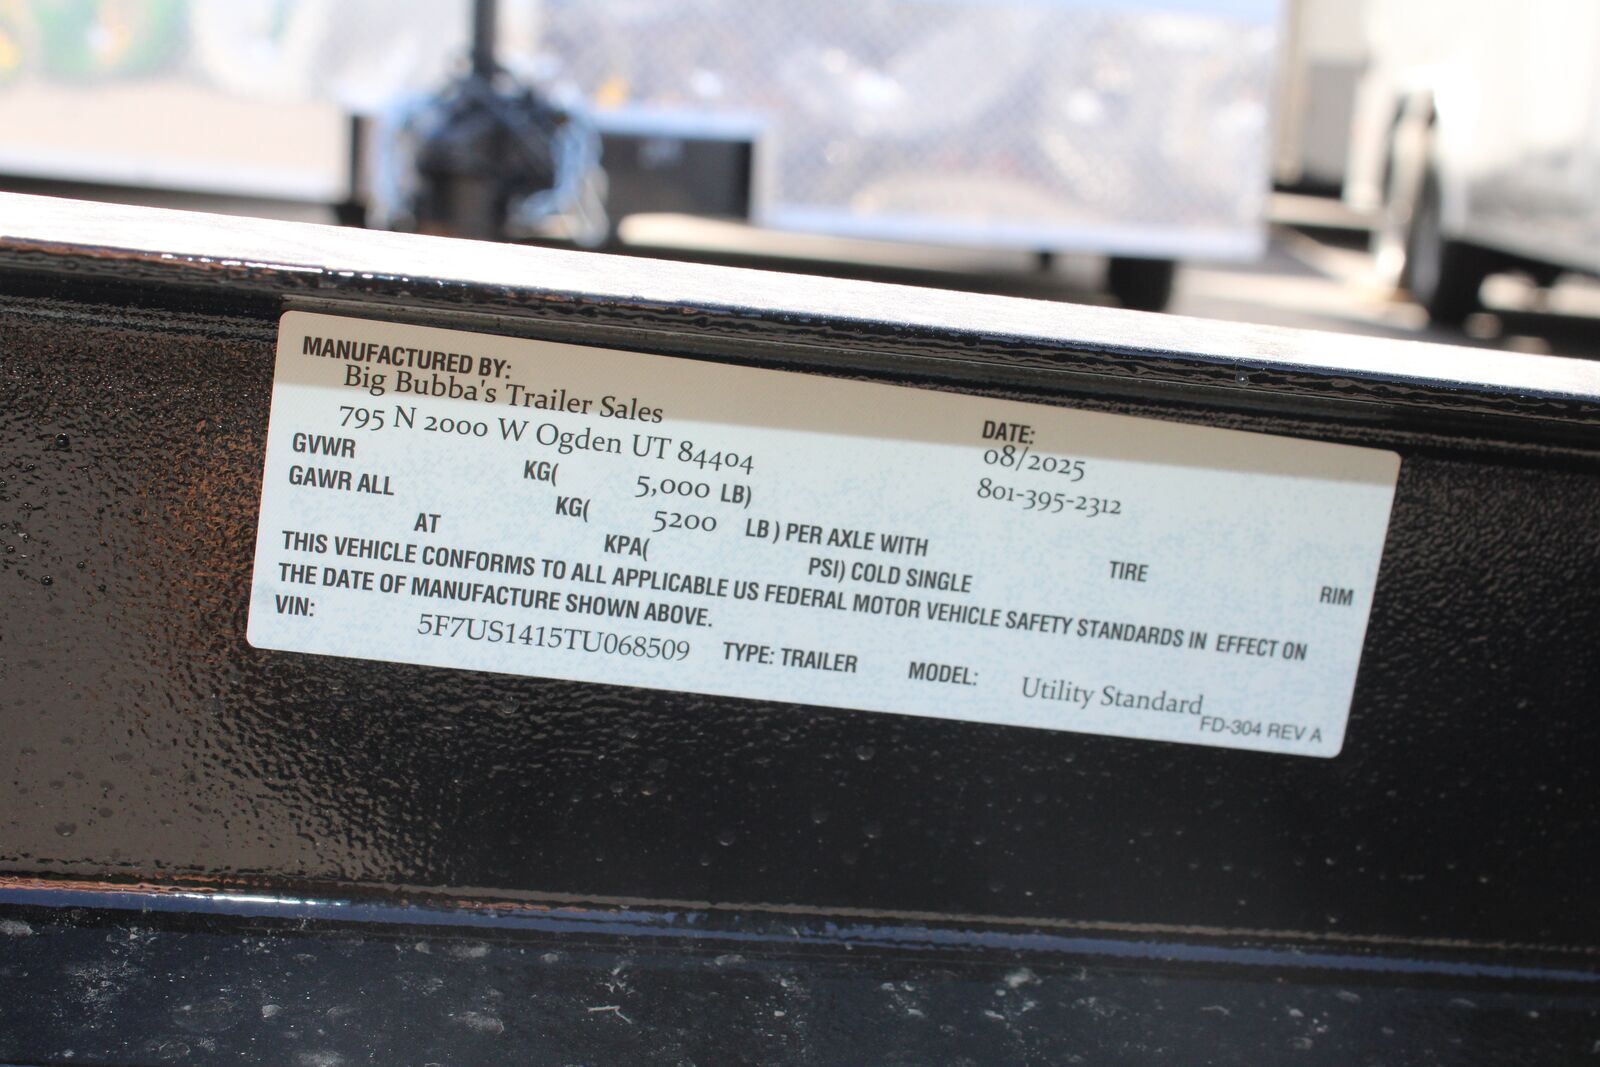 MANUFACTURED BY: DATE:
Big Bubba's Trailer Sales 08/2025
795 N 2000 W Ogden UT 84404 801-395-2312
GVWR KG( 5,000 LB)
GAWR ALL KG( 5200 LB) PER AXLE WITH TIRE RIM
AT KPA( PSI) COLD SINGLE
THIS VEHICLE CONFORMS TO ALL APPLICABLE US FEDERAL MOTOR VEHICLE SAFETY STANDARDS IN EFFECT ON
THE DATE OF MANUFACTURE SHOWN ABOVE.
VIN: 5F7US1415TU068509 TYPE: TRAILER MODEL: Utility Standard
FD-304 REV A